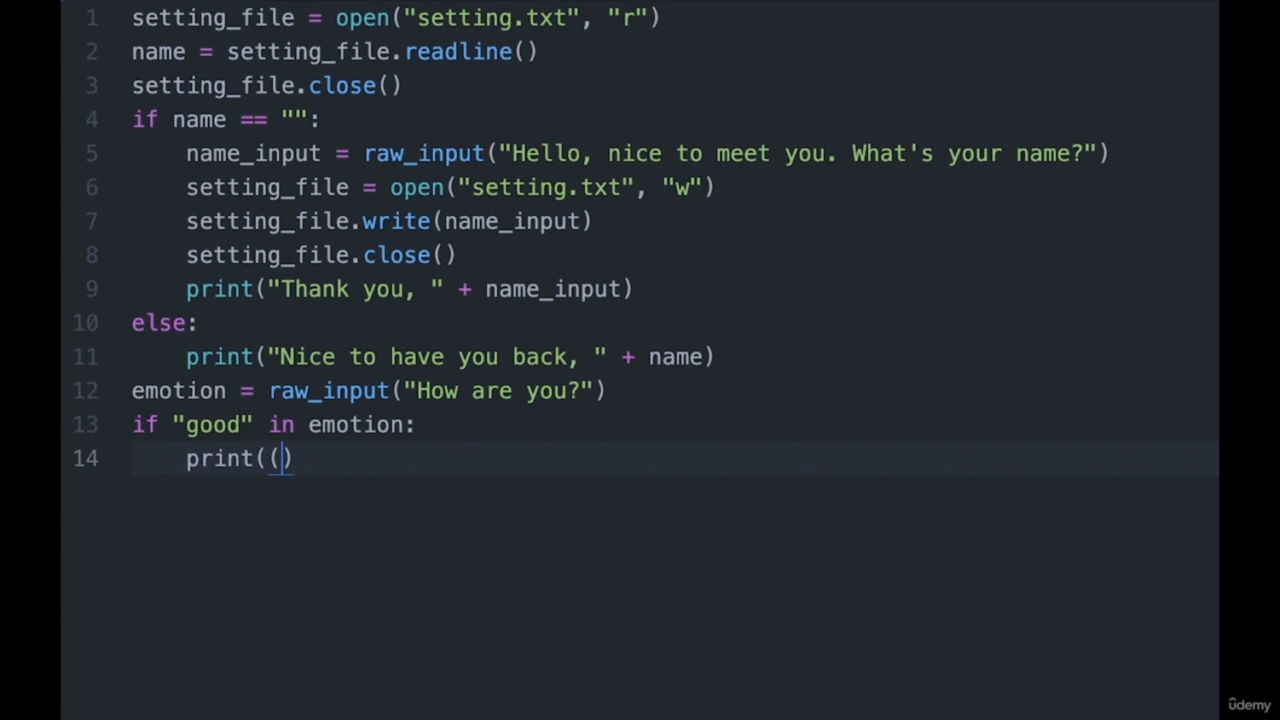 1 setting_file = open("setting.txt", "r")
2 name = setting_file.readline()
3 setting_file.close()
4 if name == "":
5     name_input = raw_input("Hello, nice to meet you. What's your name?")
6     setting_file = open("setting.txt", "w")
7     setting_file.write(name_input)
8     setting_file.close()
9     print("Thank you, " + name_input)
10 else:
11     print("Nice to have you back, " + name)
12 emotion = raw_input("How are you?")
13 if "good" in emotion:
14     print(()
ûdemy